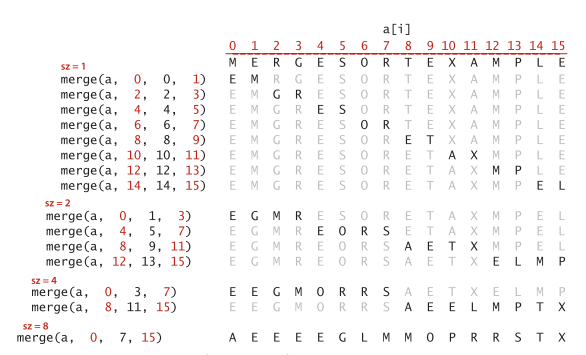 a[i]
0 1 2 3 4 5 6 7 8 9 10 11 12 13 14 15
sz = 1 M E R G E S O R T E X A M P L E
merge(a, 0, 0, 1) E M R G E S O R T E X A M P L E
merge(a, 2, 2, 3) E M G R E S O R T E X A M P L E
merge(a, 4, 4, 5) E M G R E S O R T E X A M P L E
merge(a, 6, 6, 7) E M G R E S O R T E X A M P L E
merge(a, 8, 8, 9) E M G R E S O R E T X A M P L E
merge(a, 10, 10, 11) E M G R E S O R E T A X M P L E
merge(a, 12, 12, 13) E M G R E S O R E T A X M P L E
merge(a, 14, 14, 15) E M G R E S O R E T A X M P E L
sz = 2
merge(a, 0, 1, 3) E G M R E S O R E T A X M P E L
merge(a, 4, 5, 7) E G M R E O R S E T A X M P E L
merge(a, 8, 9, 11) E G M R E O R S A E T X M P E L
merge(a, 12, 13, 15) E G M R E O R S A E T X E L M P
sz = 4
merge(a, 0, 3, 7) E E G M O R R S A E T X E L M P
merge(a, 8, 11, 15) E E G M O R R S A E E L M P T X
sz = 8
merge(a, 0, 7, 15) A E E E E G L M M O P R R S T X